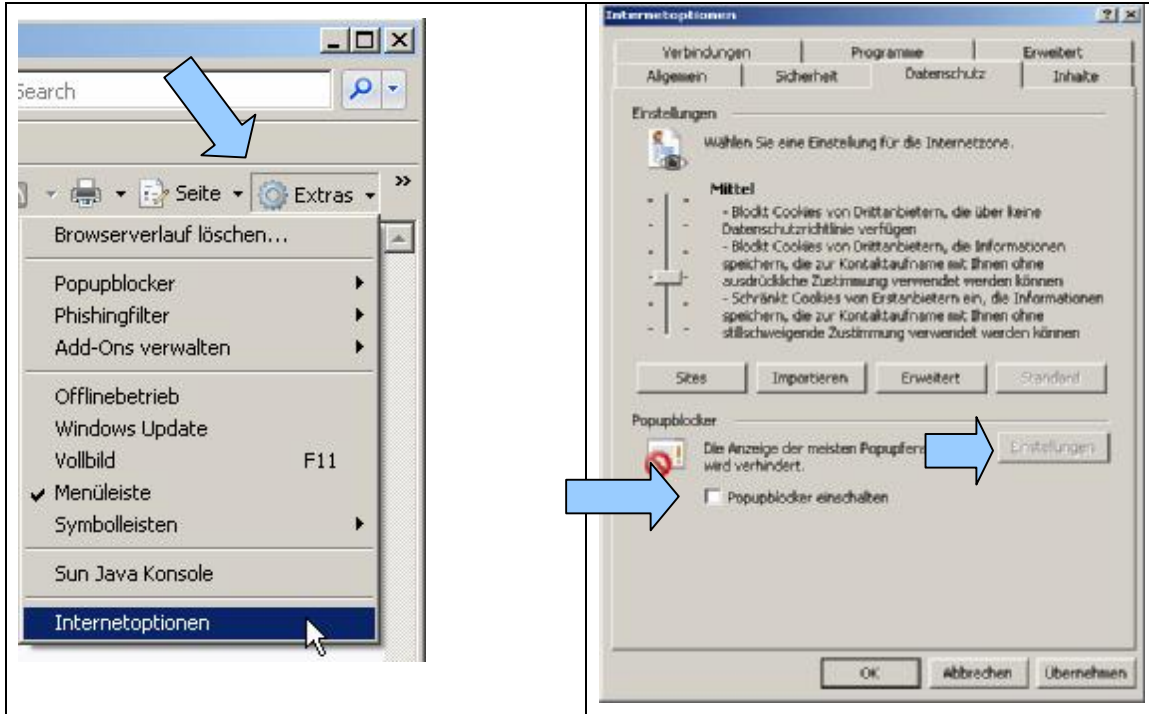 Search
Seite
Extras
»
Browserverlauf löschen...
Popupblocker
Phishingfilter
Add-Ons verwalten
Offlinebetrieb
Windows Update
Vollbild F11
Menüleiste
Symbolleisten
Sun Java Konsole
Internetoptionen
Internetoptionen
Verbindungen Programme Erweitert
Allgemein Sicherheit Datenschutz Inhalte
Einstellungen
Wählen Sie eine Einstellung für die Internetzone.
Mittel
- Blockt Cookies von Drittanbietern, die über keine
Datenschutzrichtlinie verfügen
- Blockt Cookies von Drittanbietern, die Informationen
speichern, die zur Kontaktaufname mit Ihnen ohne
ausdrückliche Zustimmung verwendet werden können
- Schränkt Cookies von Erstanbietern ein, die Informationen
speichern, die zur Kontaktaufname mit Ihnen ohne
stillschweigende Zustimmung verwendet werden können
Sites Importieren Erweitert Standard
Popupblocker
Die Anzeige der meisten Popupfens
wird verhindert.
Einstellungen
Popupblocker einschalten
OK Abbrechen Übernehmen